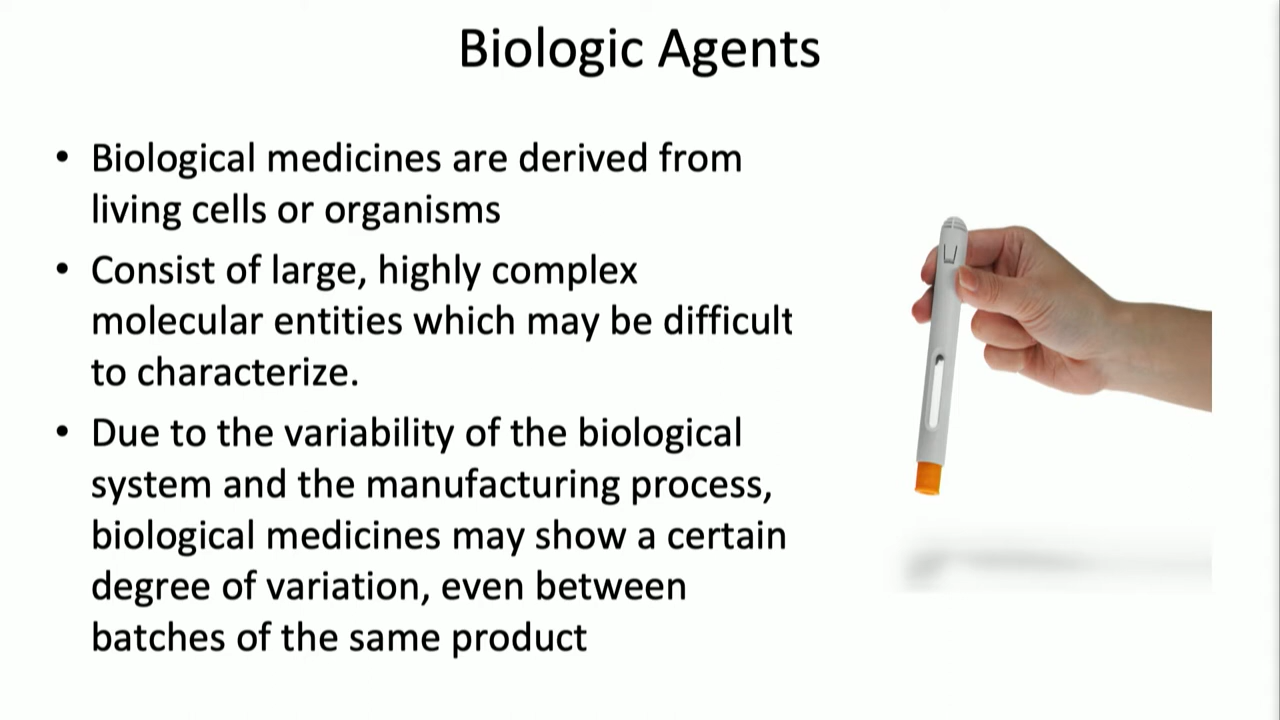 Biologic Agents
• Biological medicines are derived from
living cells or organisms
• Consist of large, highly complex
molecular entities which may be difficult
to characterize.
• Due to the variability of the biological
system and the manufacturing process,
biological medicines may show a certain
degree of variation, even between
batches of the same product